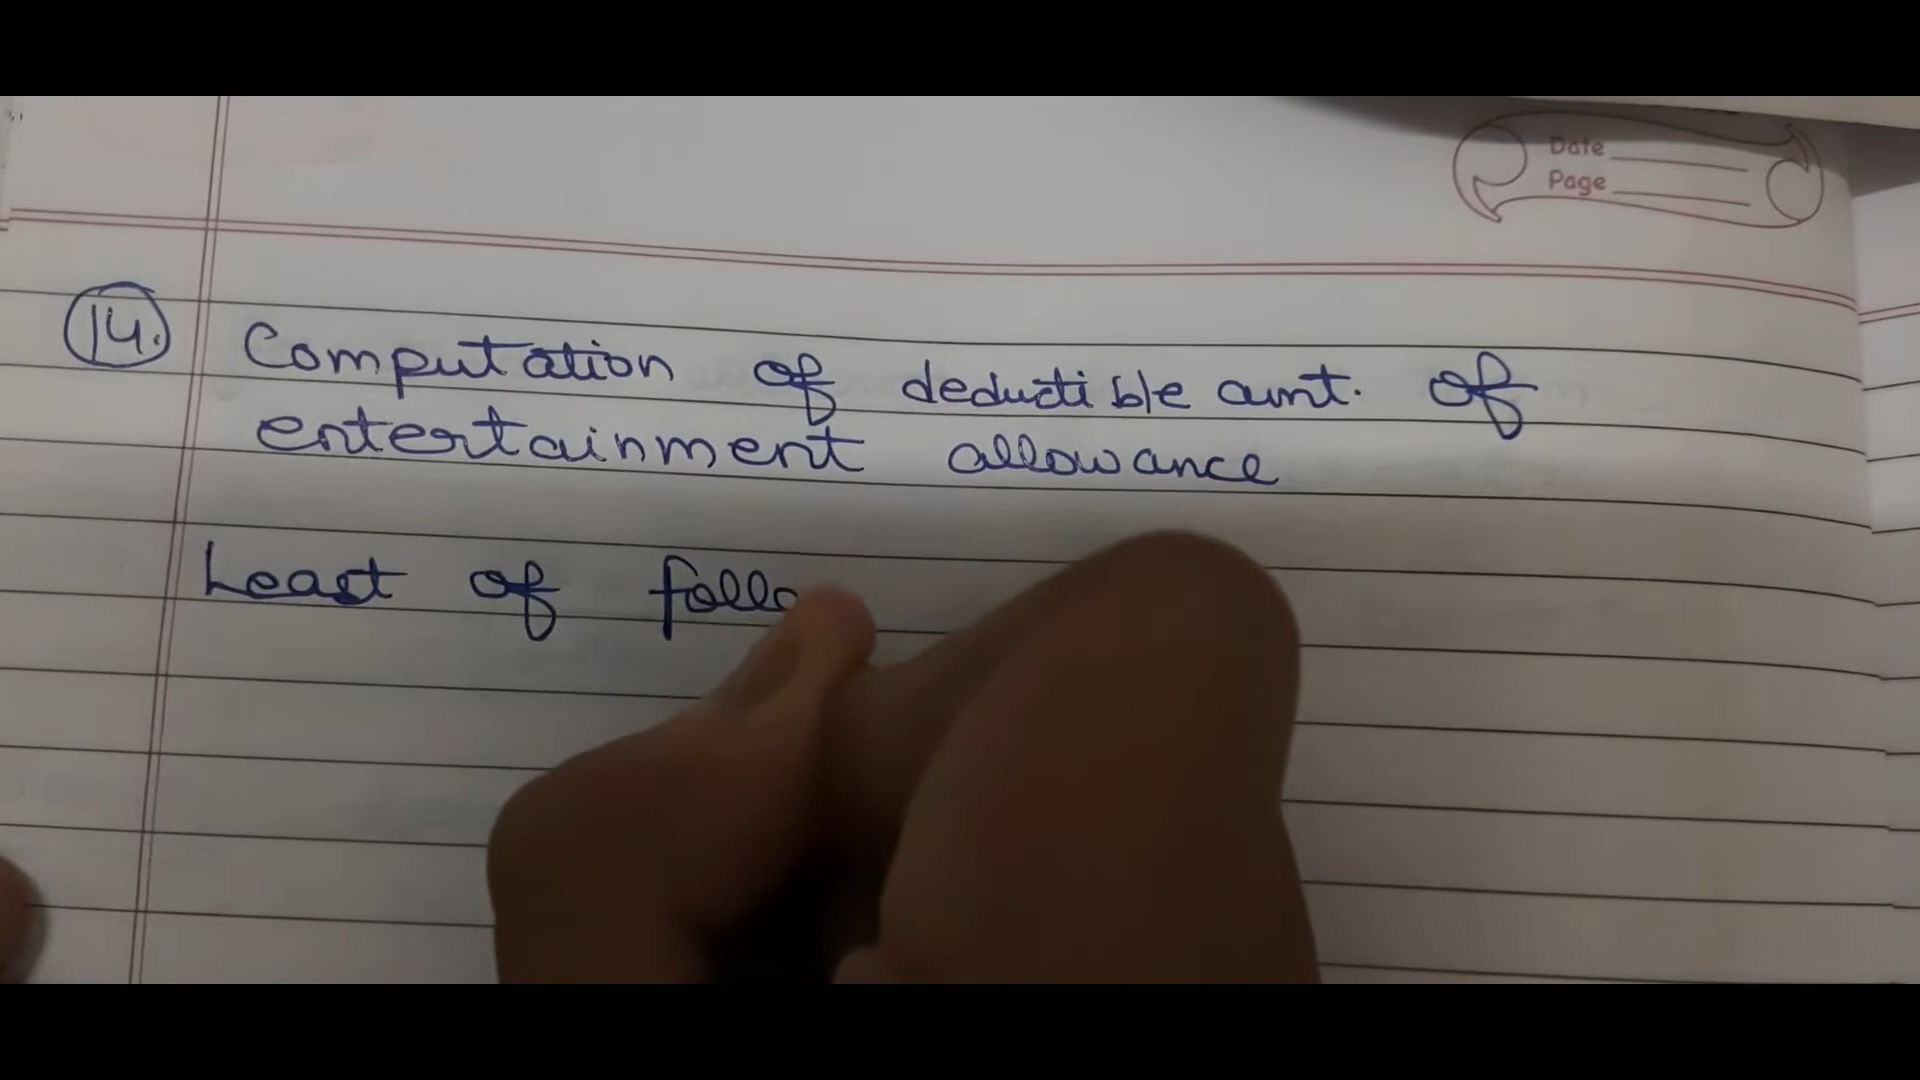 Date
Page
14. Computation of deductible amt. of
entertainment allowance
Least of follo